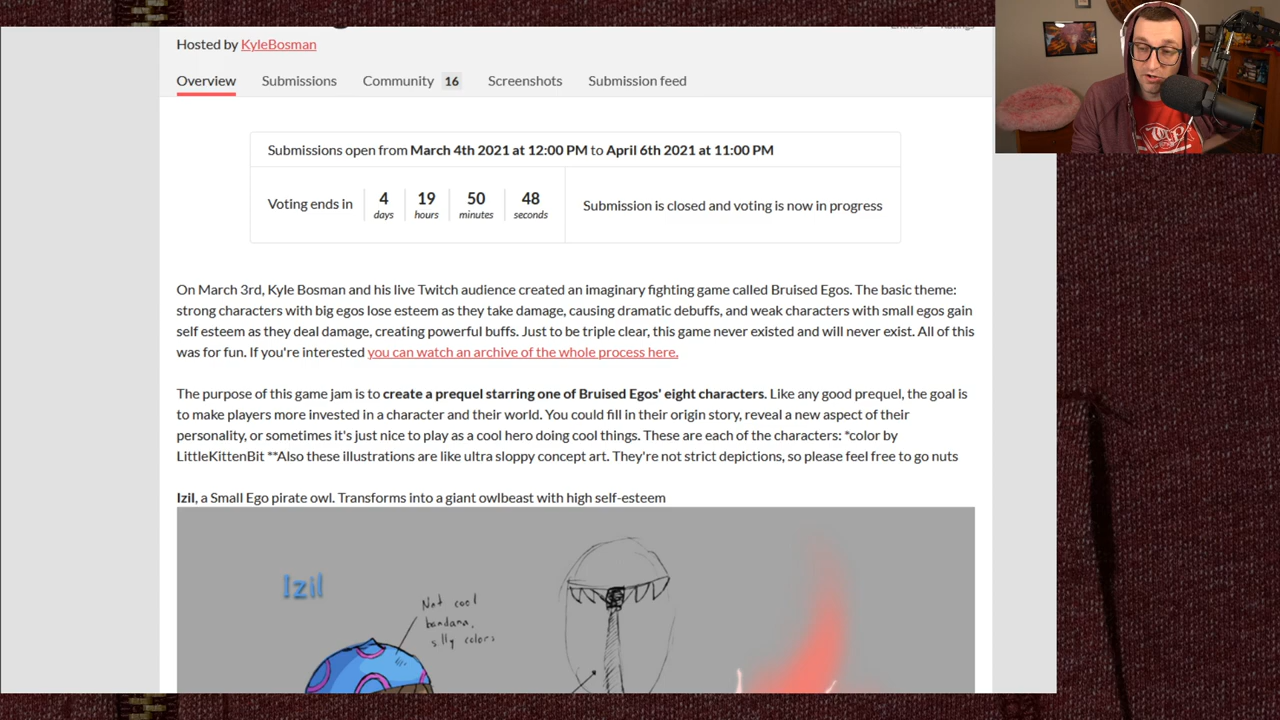 Hosted by KyleBosman
Overview Submissions Community 16 Screenshots Submission feed
Submissions open from March 4th 2021 at 12:00 PM to April 6th 2021 at 11:00 PM
Voting ends in 4 days 19 hours 50 minutes 48 seconds
Submission is closed and voting is now in progress
On March 3rd, Kyle Bosman and his live Twitch audience created an imaginary fighting game called Bruised Egos. The basic theme:
strong characters with big egos lose esteem as they take damage, causing dramatic debuffs, and weak characters with small egos gain
self esteem as they deal damage, creating powerful buffs. Just to be triple clear, this game never existed and will never exist. All of this
was for fun. If you're interested you can watch an archive of the whole process here.
The purpose of this game jam is to create a prequel starring one of Bruised Egos' eight characters. Like any good prequel, the goal is
to make players more invested in a character and their world. You could fill in their origin story, reveal a new aspect of their
personality, or sometimes it's just nice to play as a cool hero doing cool things. These are each of the characters: *color by
LittleKittenBit **Also these illustrations are like ultra sloppy concept art. They're not strict depictions, so please feel free to go nuts
Izil, a Small Ego pirate owl. Transforms into a giant owlbeast with high self-esteem
Izil
Not cool
bandana,
silly colors